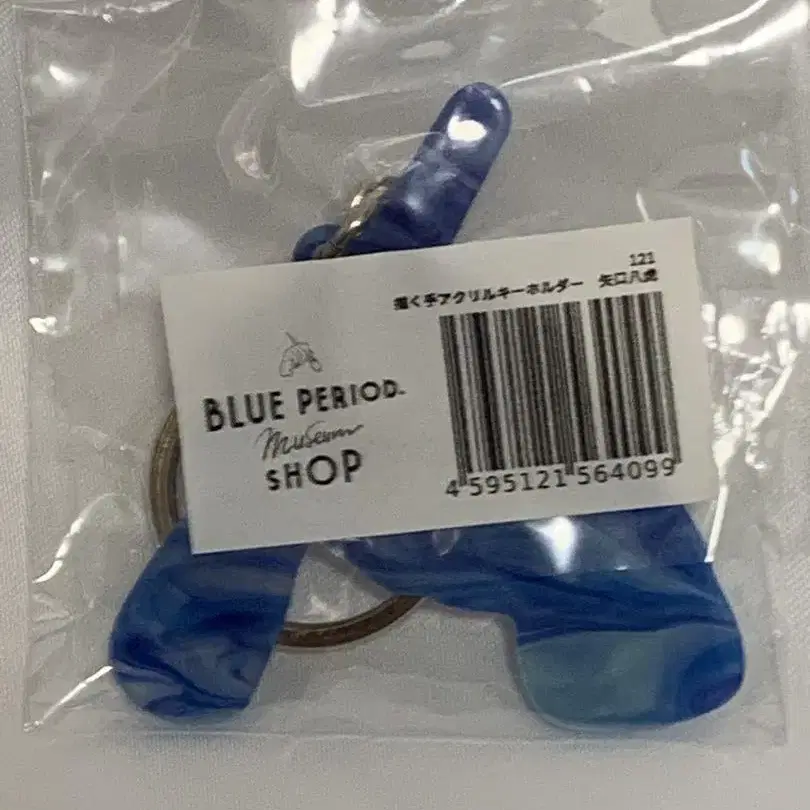 121
描く手アクリルキーホルダー 矢口八虎
BLUE PERIOD™
museum
SHOP
4 595121 564099